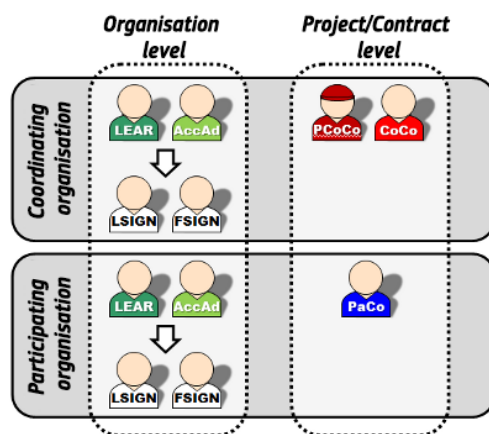 Organisation
level
Project/Contract
level
Coordinating
organisation
LEAR
AccAd
PCoCo
CoCo
LSIGN
FSIGN
Participating
organisation
LEAR
AccAd
PaCo
LSIGN
FSIGN